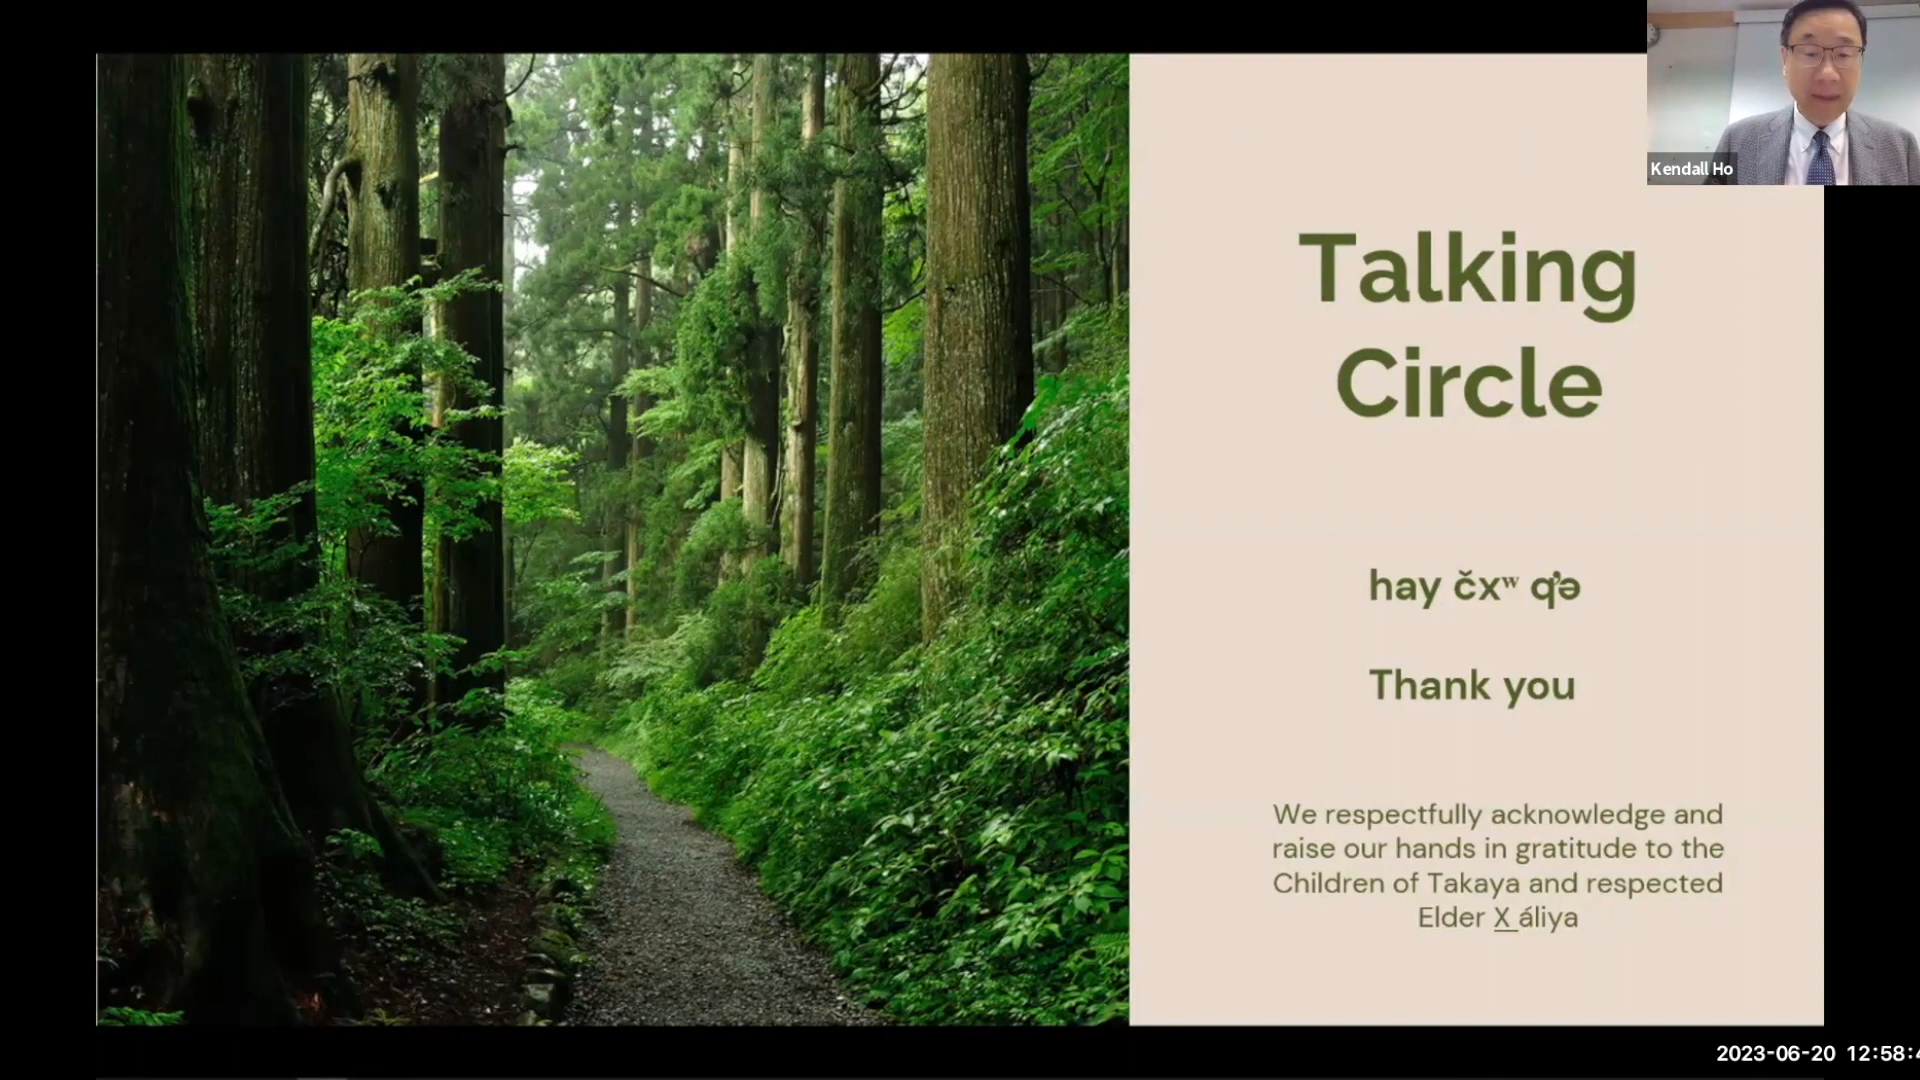 Kendall Ho
Talking
Circle
hay čxʷ q̓ə
Thank you
We respectfully acknowledge and
raise our hands in gratitude to the
Children of Takaya and respected
Elder X áliya
2023-06-20 12:58:4